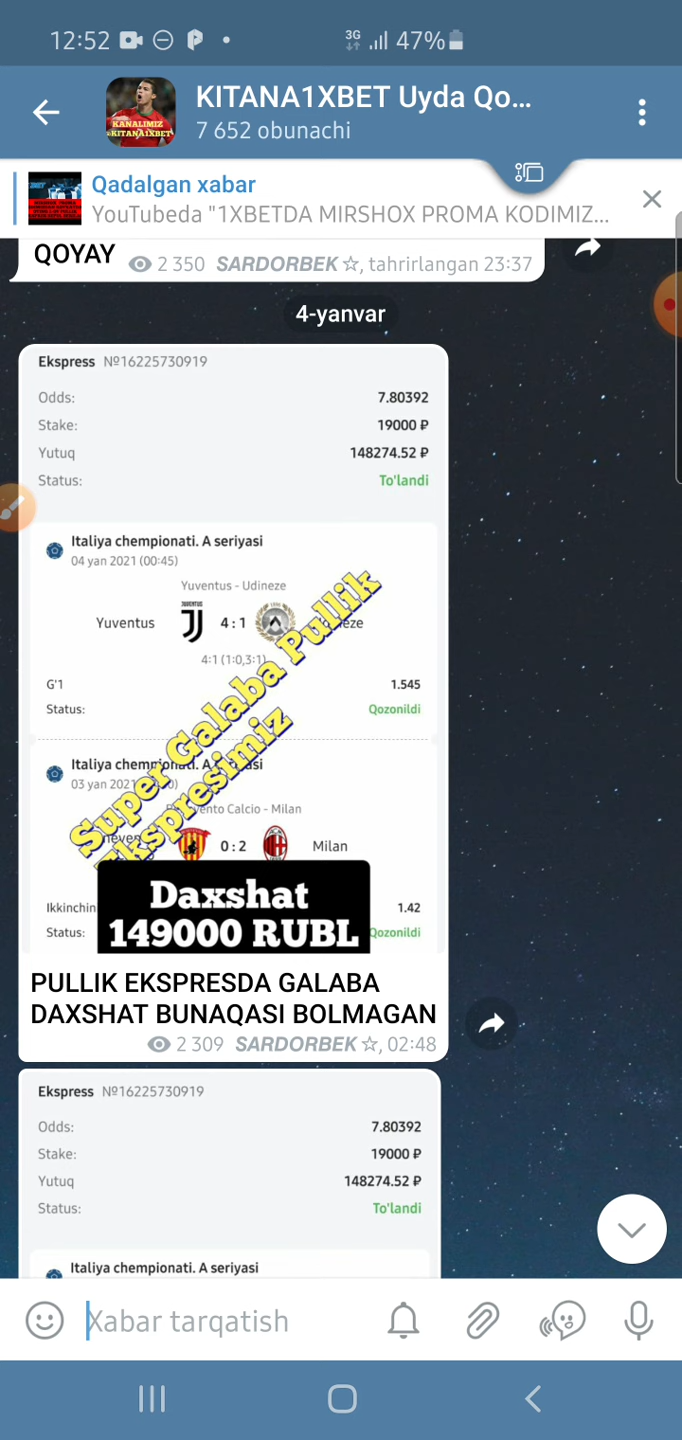 12:52
3G
47%
KITANA1XBET Uyda Qo...
7 652 obunachi
KANALIMIZ
KITANA1XBET
Qadalgan xabar
YouTubeda "1XBETDA MIRSHOX PROMA KODIMIZ...
QOYAY
2 350 SARDORBEK☆, tahrirlangan 23:37
4-yanvar
Ekspress №16225730919
Odds: 7.80392
Stake: 19000 ₽
Yutuq 148274.52 ₽
Status: To'landi
Italiya chempionati. A seriyasi
04 yan 2021 (00:45)
Yuventus - Udineze
Yuventus 4 : 1
4:1 (1:0,3:1)
G'1 1.545
Status: Qozonildi
Super Galaba Pullik
Ekspresimiz
03 yan 2021
Calcio - Milan
0 : 2 Milan
Ikkinchin 1.42
Status: Qozonildi
Daxshat
149000 RUBL
PULLIK EKSPRESDA GALABA
DAXSHAT BUNAQASI BOLMAGAN
2 309 SARDORBEK☆, 02:48
Ekspress №16225730919
Odds: 7.80392
Stake: 19000 ₽
Yutuq 148274.52 ₽
Status: To'landi
Italiya chempionati. A seriyasi
Xabar tarqatish